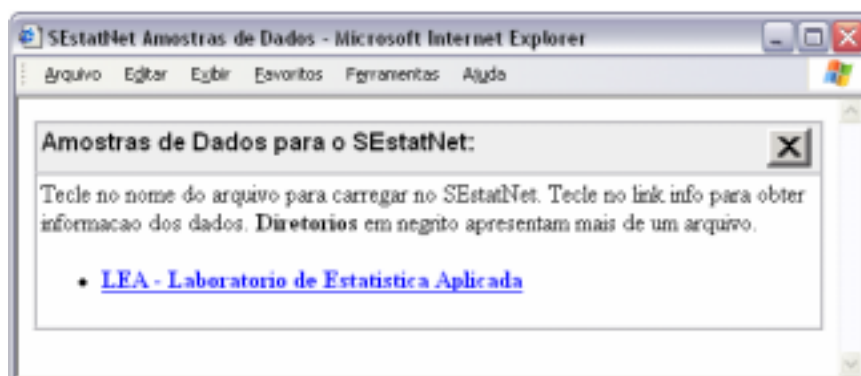 SEstatNet Amostras de Dados - Microsoft Internet Explorer
Arquivo Editar Exibir Favoritos Ferramentas Ajuda
Amostras de Dados para o SEstatNet:
Tecle no nome do arquivo para carregar no SEstatNet. Tecle no link info para obter
informacao dos dados. Diretorios em negrito apresentam mais de um arquivo.
• LEA - Laboratorio de Estatistica Aplicada